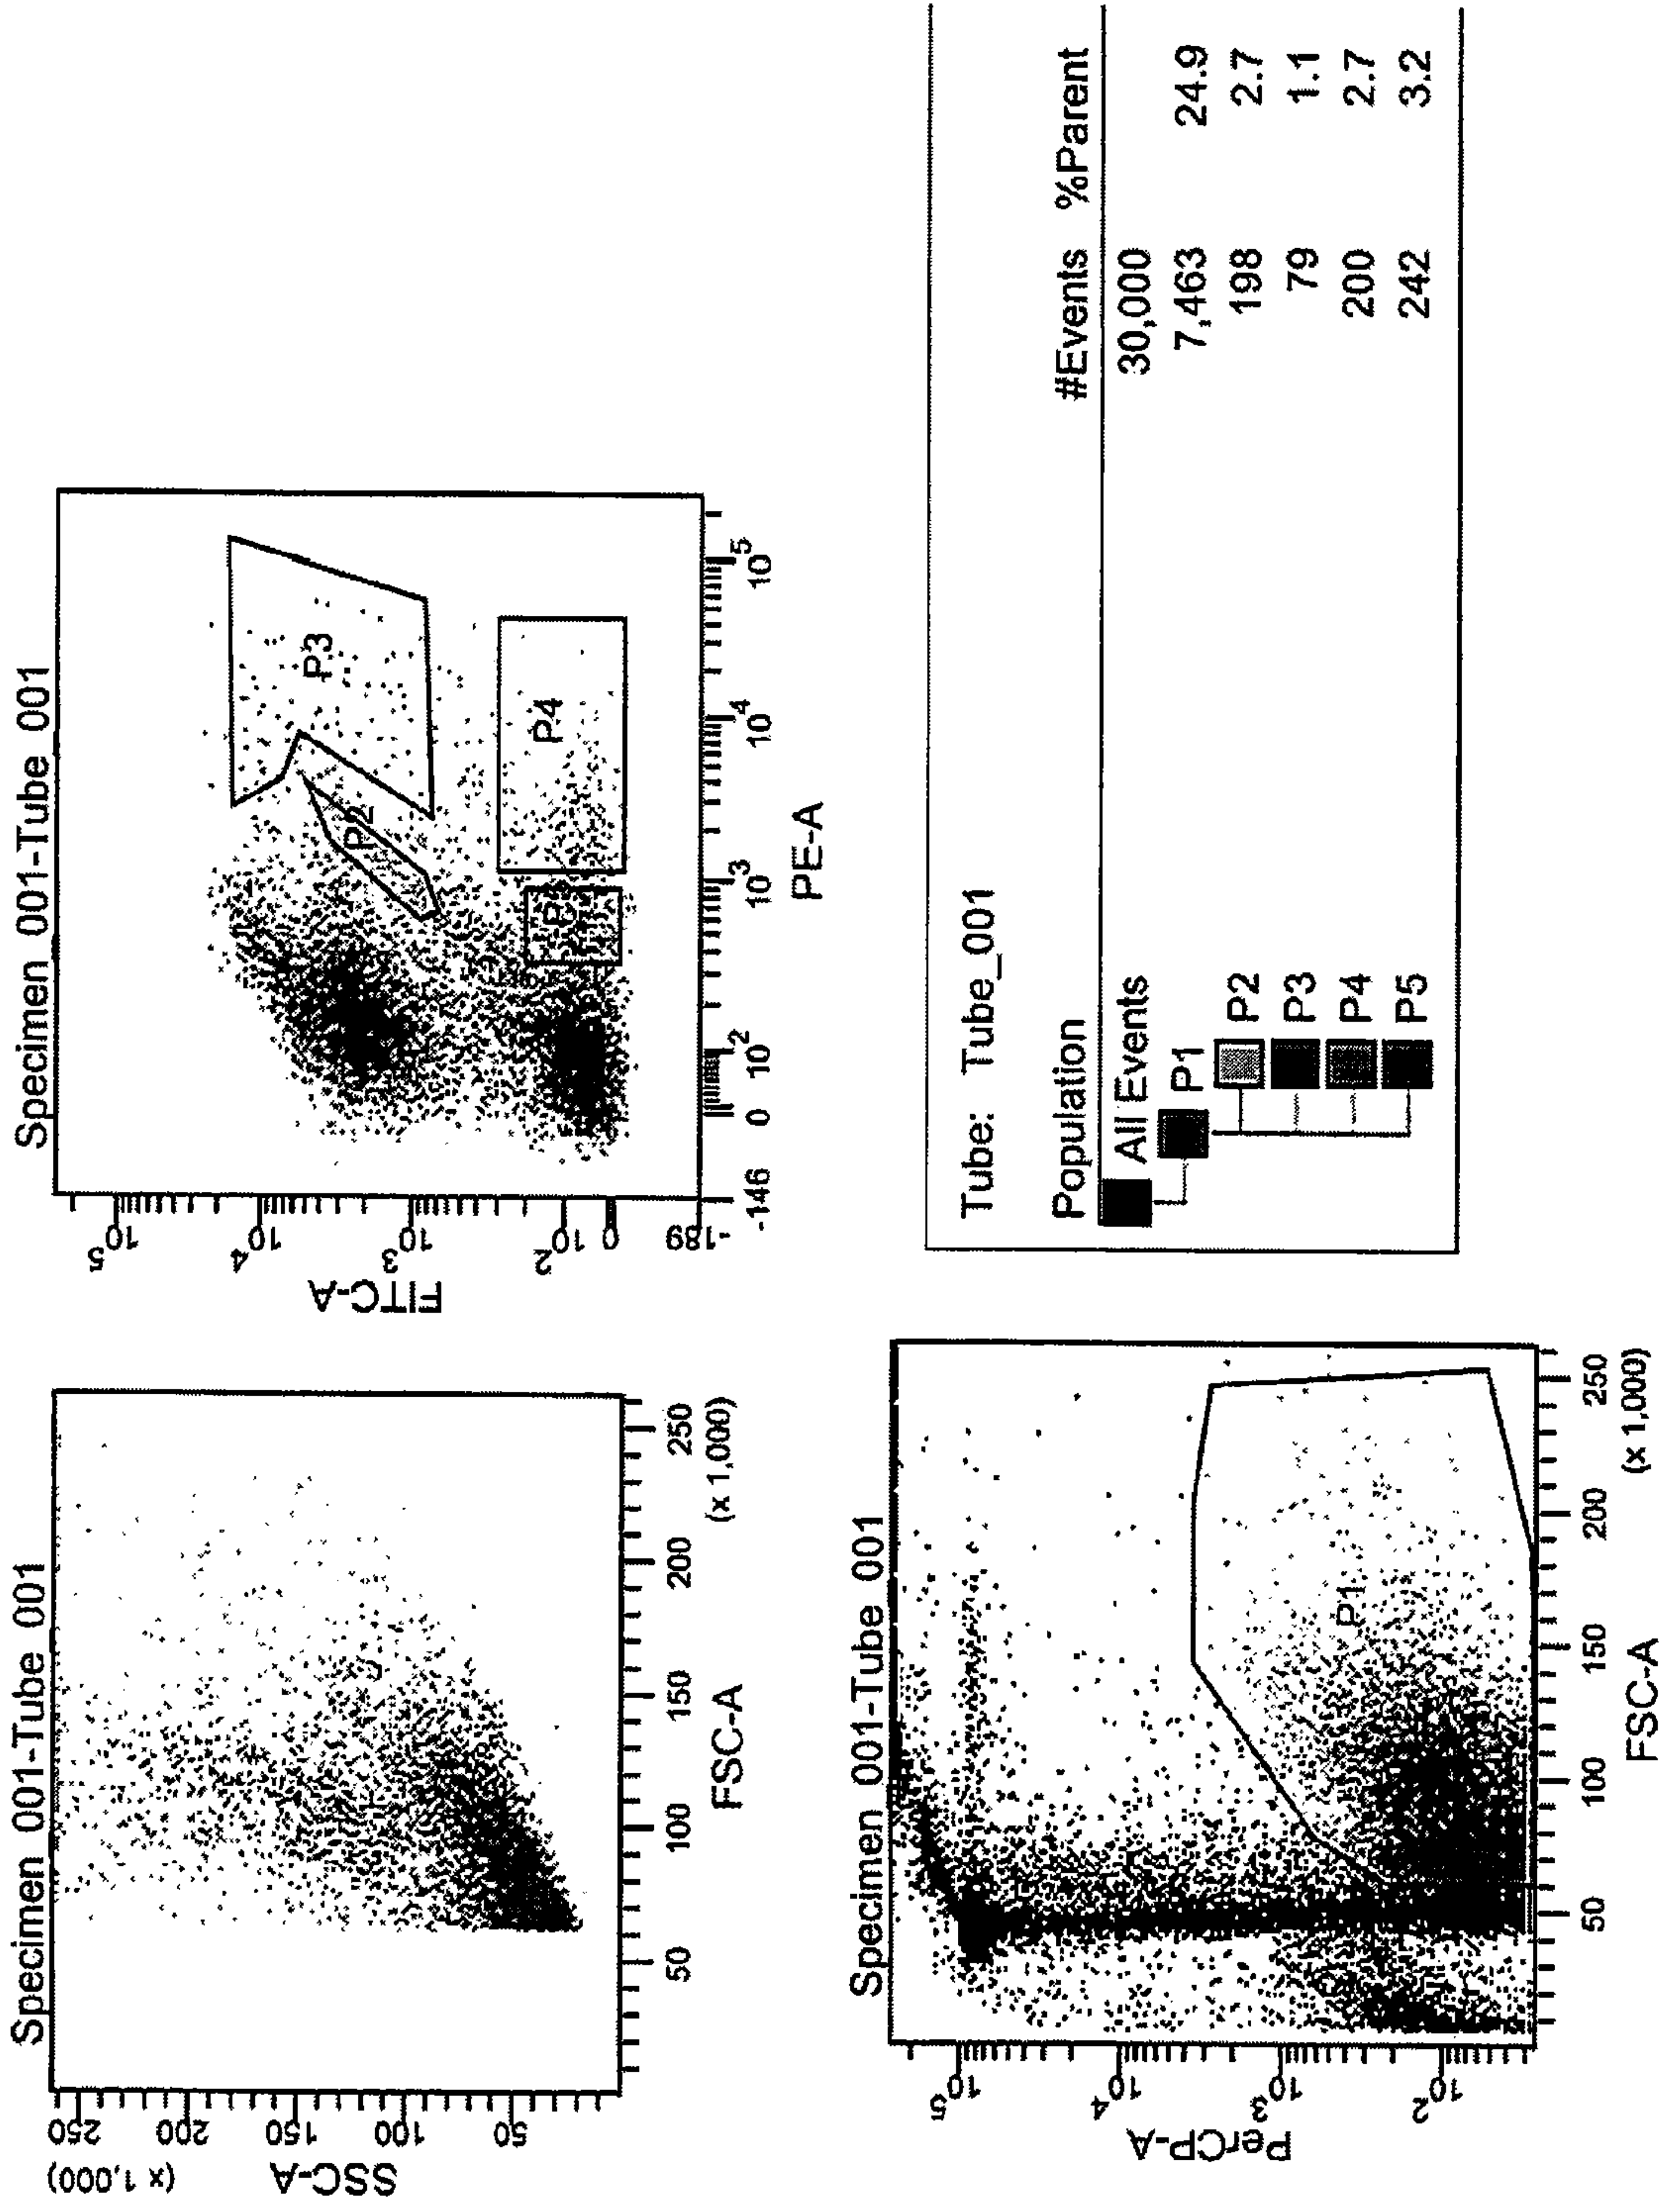 Specimen 001-Tube 001
(x 1,000)
SSC-A
250
200
150
100
50
50
100
150
200
250
(x 1,000)
FSC-A
Specimen 001-Tube 001
FITC-A
10^5
10^4
10^3
10^2
0
-189
P3
P2
P4
-146
0
10^2
10^3
10^4
10^5
PE-A
Specimen 001-Tube 001
PerCP-A
10^5
10^4
10^3
10^2
P1
50
100
150
200
250
(x 1,000)
FSC-A
Tube: Tube_001
Population #Events %Parent
All Events 30,000
P1 7,463 24.9
P2 198 2.7
P3 79 1.1
P4 200 2.7
P5 242 3.2